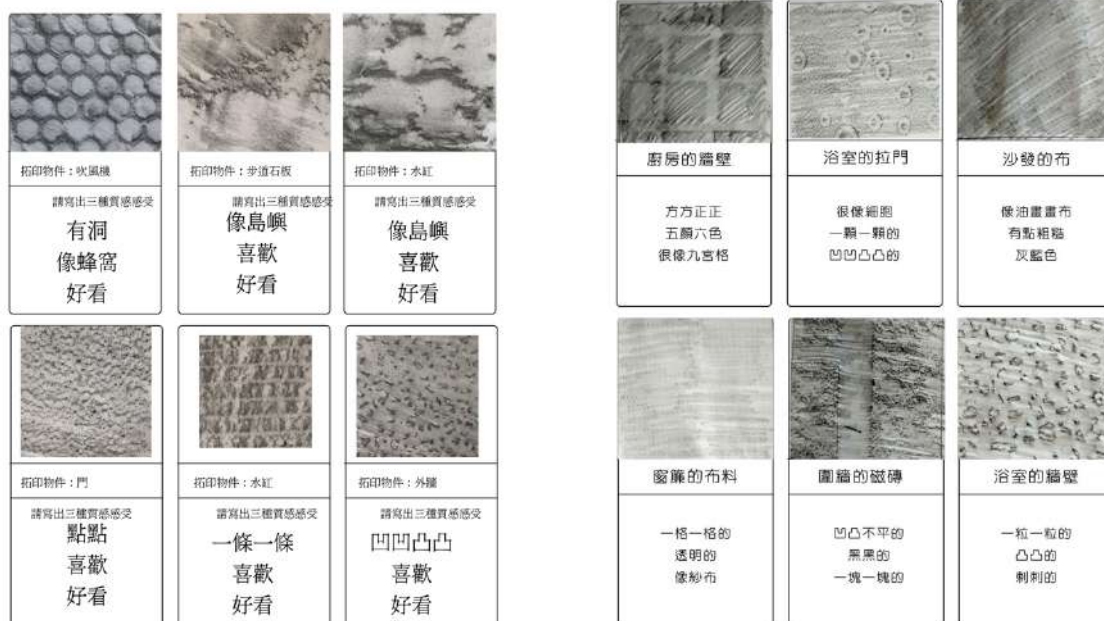 拓印物件：吹風機
請寫出三種質感感受
有洞
像蜂窩
好看
拓印物件：步道石板
請寫出三種質感感受
像島嶼
喜歡
好看
拓印物件：水缸
請寫出三種質感感受
像島嶼
喜歡
好看
拓印物件：門
請寫出三種質感感受
點點
喜歡
好看
拓印物件：水缸
請寫出三種質感感受
一條一條
喜歡
好看
拓印物件：外牆
請寫出三種質感感受
凹凹凸凸
喜歡
好看
廚房的牆壁
方方正正
五顏六色
很像九宮格
浴室的拉門
很像細胞
一顆一顆的
凹凹凸凸的
沙發的布
像油畫畫布
有點粗糙
灰藍色
窗簾的布料
一格一格的
透明的
像紗布
圍牆的磁磚
凹凸不平的
黑黑的
一塊一塊的
浴室的牆壁
一粒一粒的
凸凸的
刺刺的